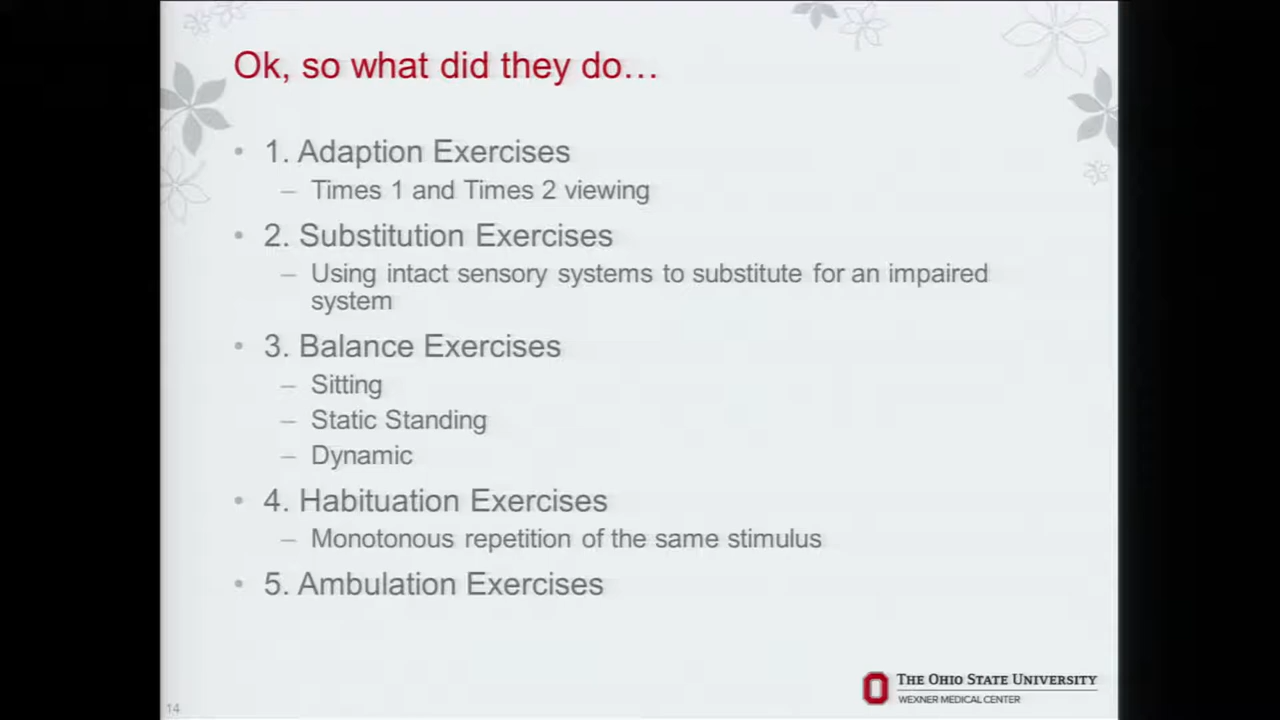 Ok, so what did they do…
• 1. Adaption Exercises
– Times 1 and Times 2 viewing
• 2. Substitution Exercises
– Using intact sensory systems to substitute for an impaired
system
• 3. Balance Exercises
– Sitting
– Static Standing
– Dynamic
• 4. Habituation Exercises
– Monotonous repetition of the same stimulus
• 5. Ambulation Exercises
THE OHIO STATE UNIVERSITY
WEXNER MEDICAL CENTER
14